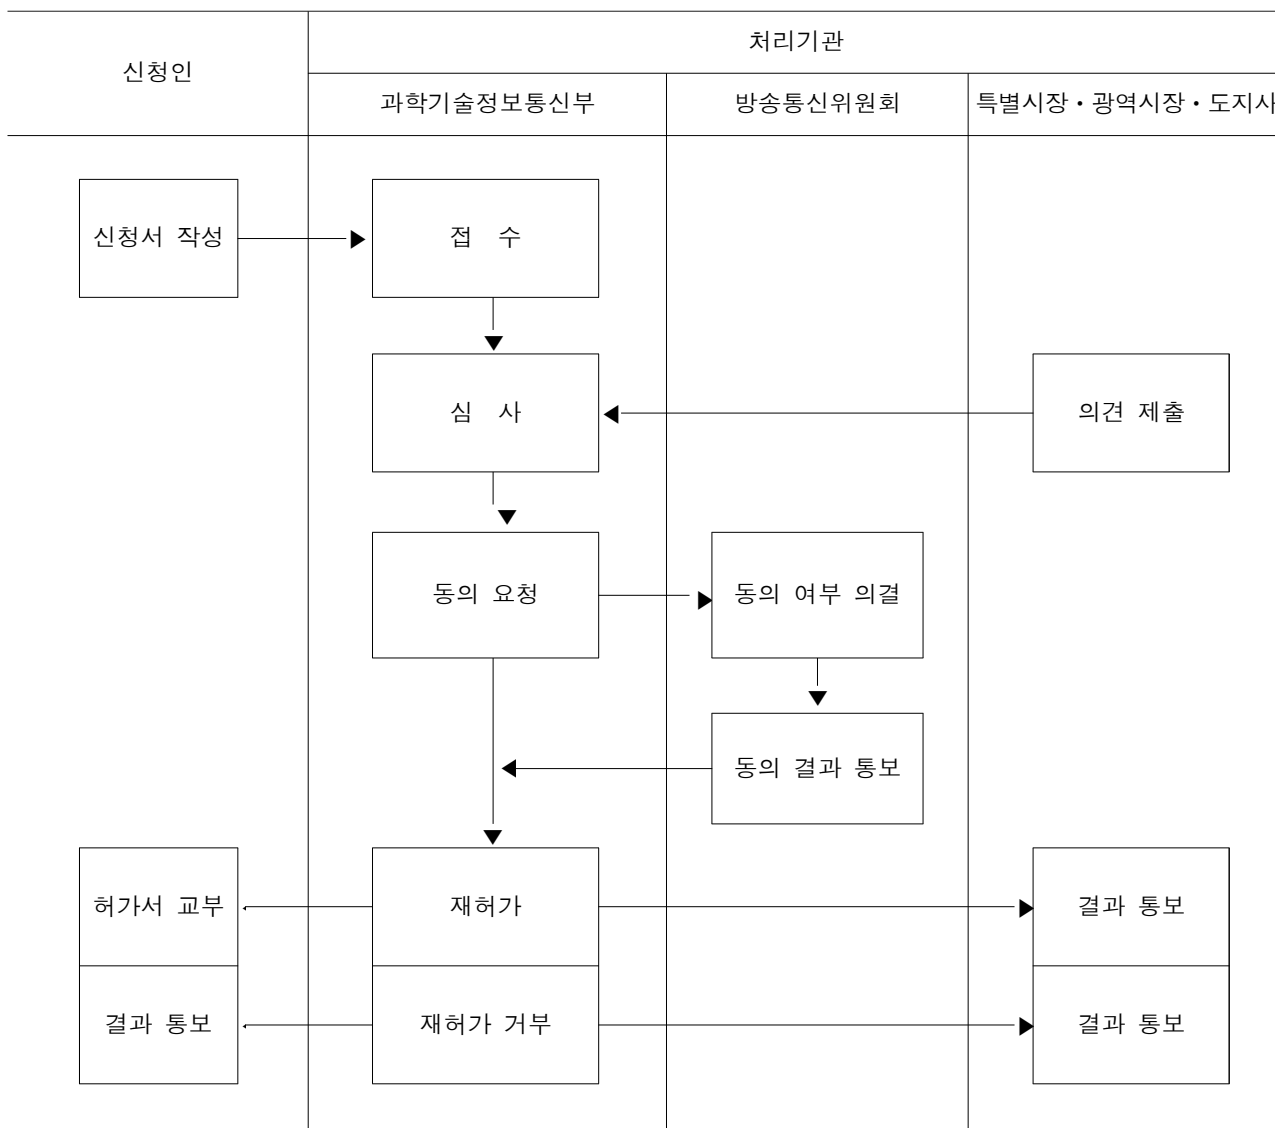 신청인
처리기관
과학기술정보통신부
방송통신위원회
특별시장・광역시장・도지사
신청서 작성
접 수
심 사
의견 제출
동의 요청
동의 여부 의결
동의 결과 통보
허가서 교부
재허가
결과 통보
결과 통보
재허가 거부
결과 통보